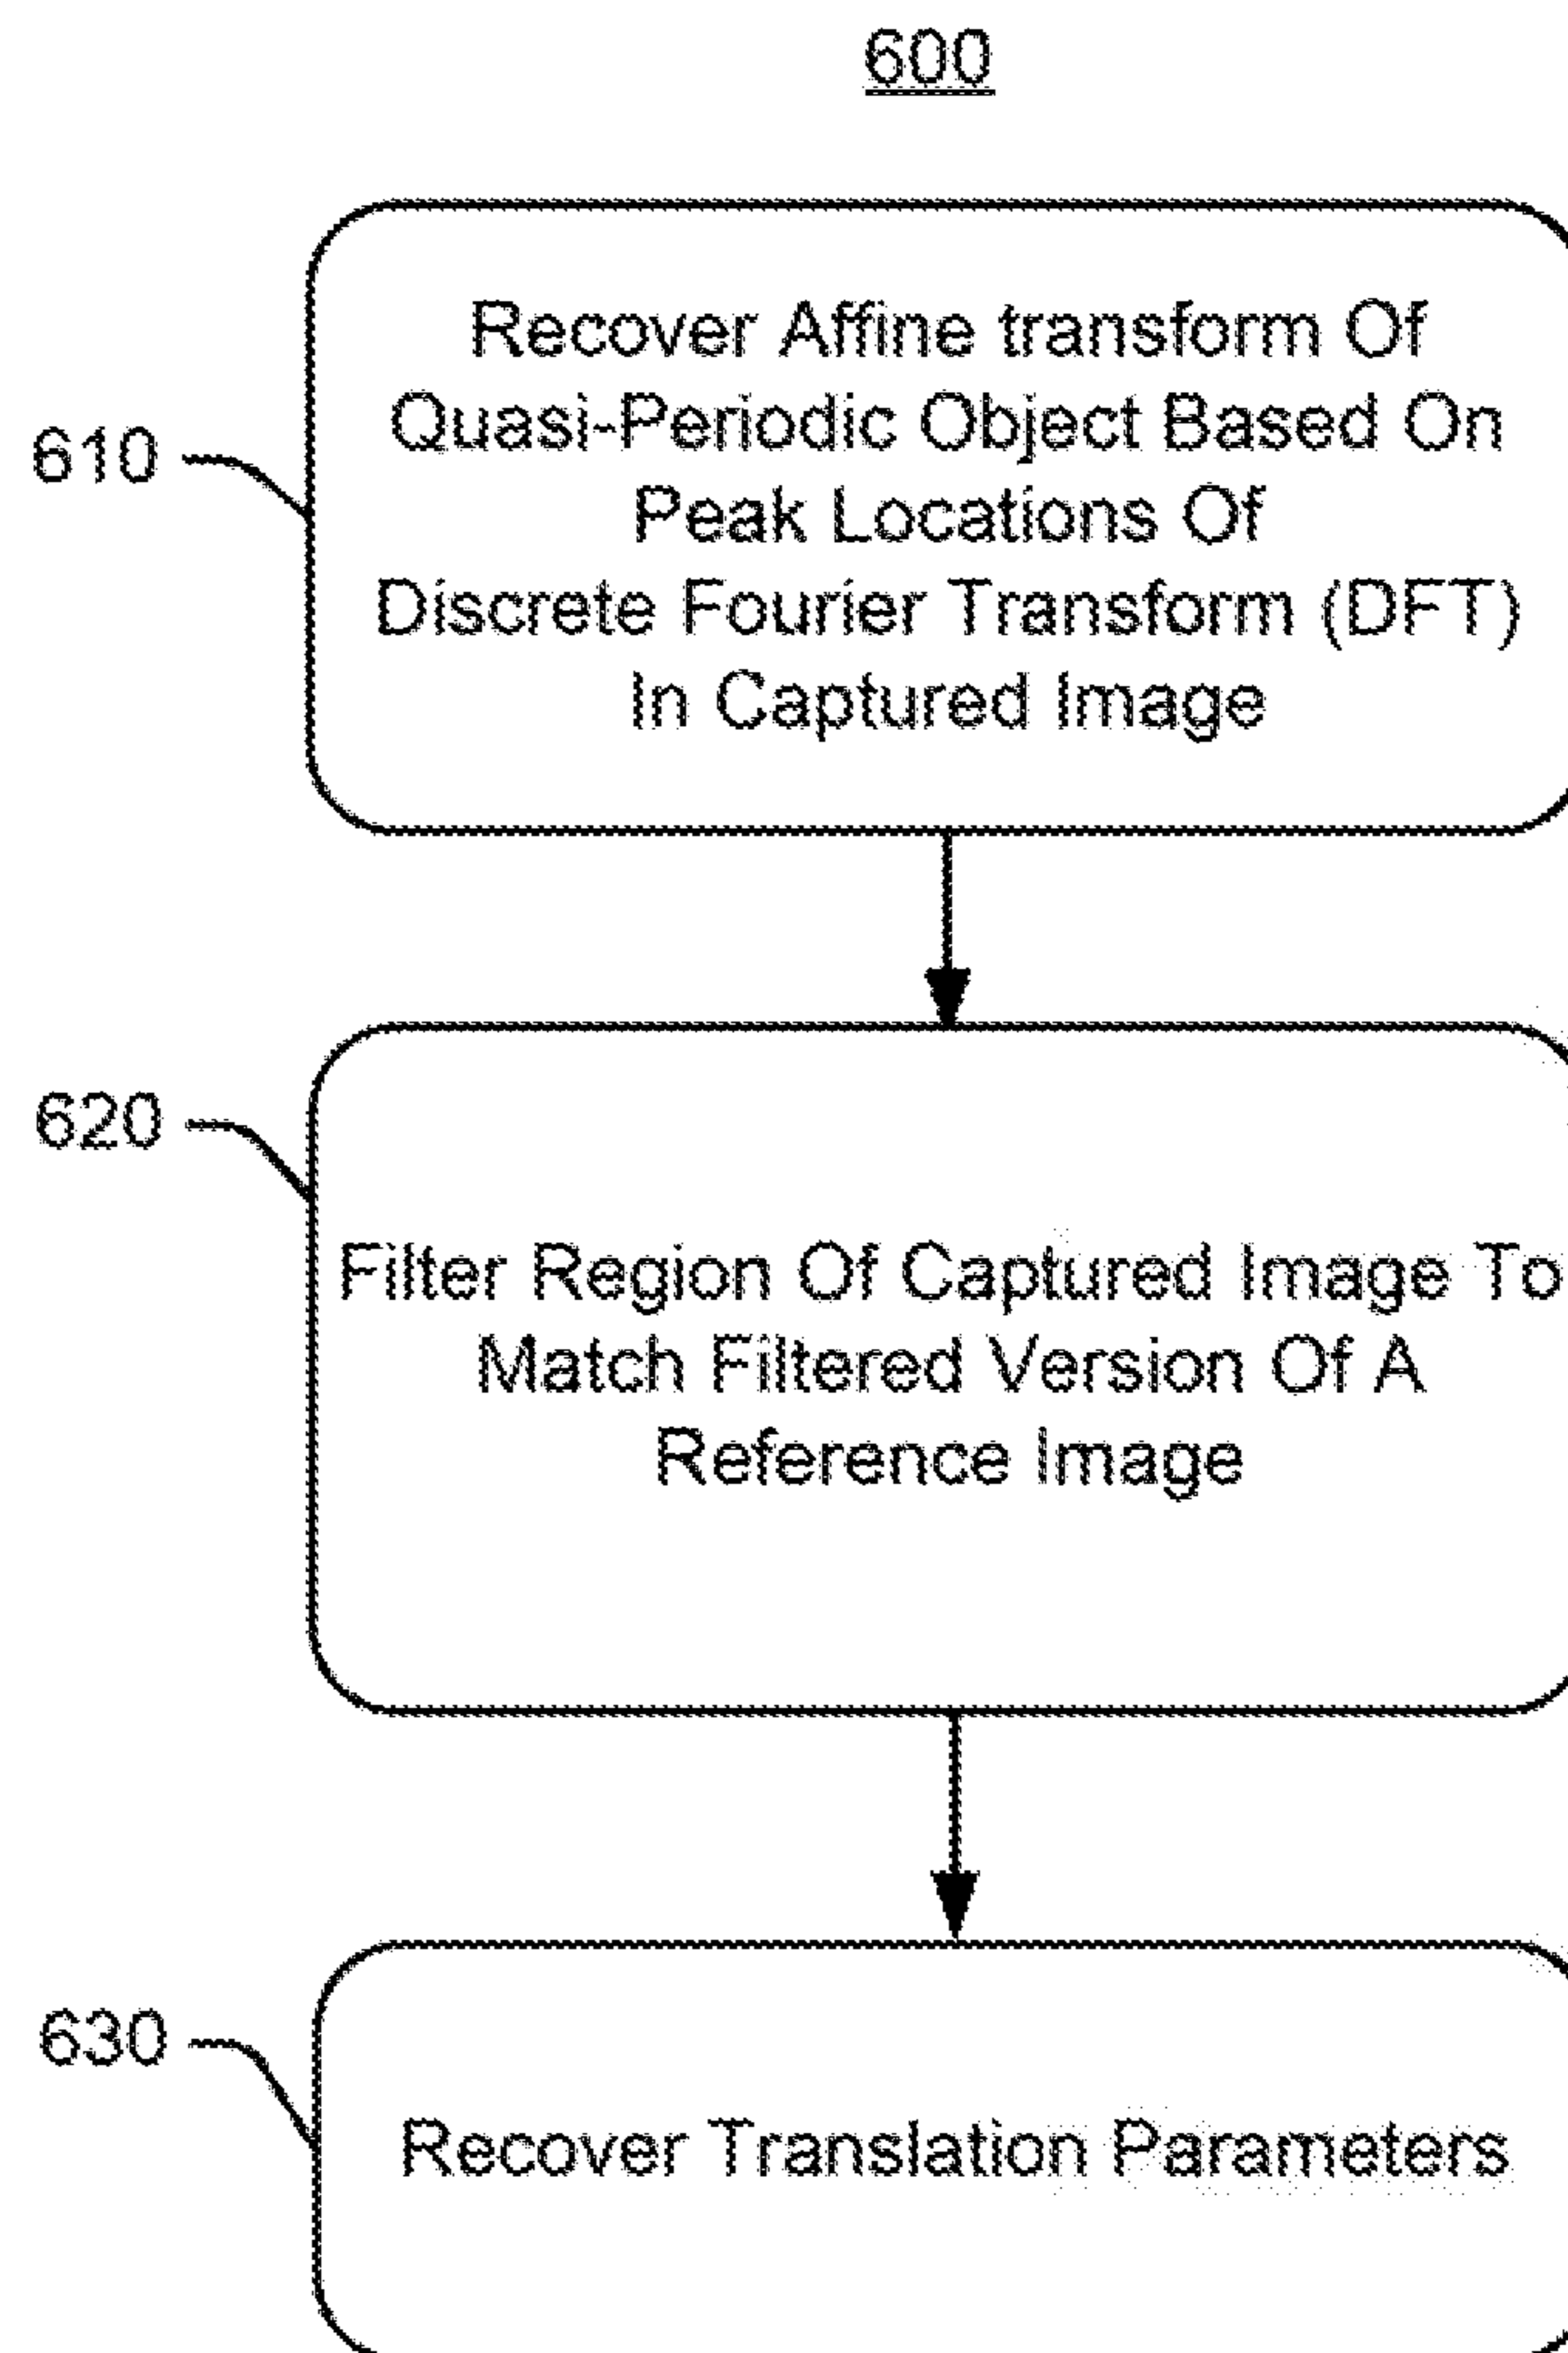 600
610
Recover Affine transform Of
Quasi-Periodic Object Based On
Peak Locations Of
Discrete Fourier Transform (DFT)
In Captured Image
620
Filter Region Of Captured Image To
Match Filtered Version Of A
Reference Image
630
Recover Translation Parameters